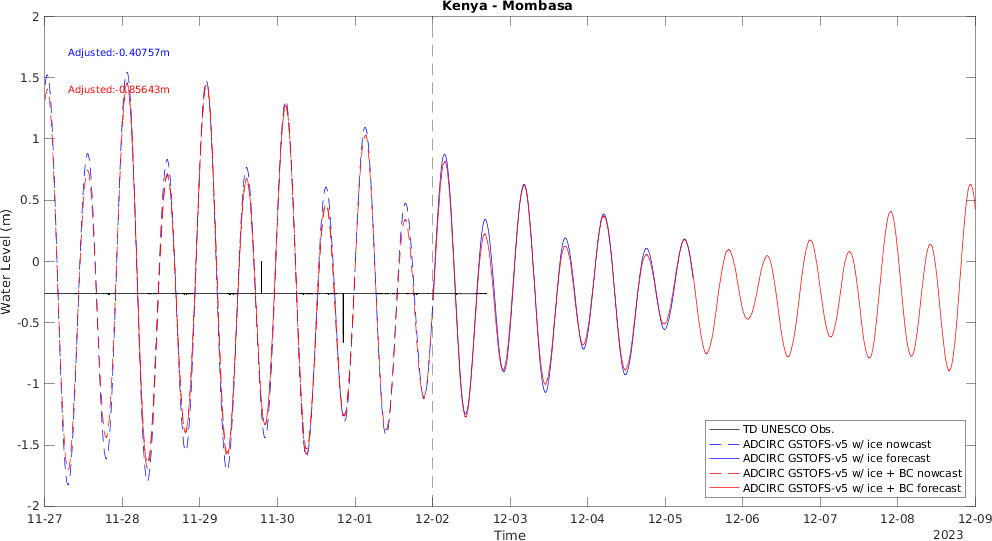 Kenya - Mombasa
2
1.5
1
0.5
0
-0.5
-1
-1.5
-2
Water Level (m)
Adjusted:-0.40757m
Adjusted:-0.85643m
TD UNESCO Obs.
ADCIRC GSTOFS-v5 w/ ice nowcast
ADCIRC GSTOFS-v5 w/ ice forecast
ADCIRC GSTOFS-v5 w/ ice + BC nowcast
ADCIRC GSTOFS-v5 w/ ice + BC forecast
11-27 11-28 11-29 11-30 12-01 12-02 12-03 12-04 12-05 12-06 12-07 12-08 12-09
Time
2023